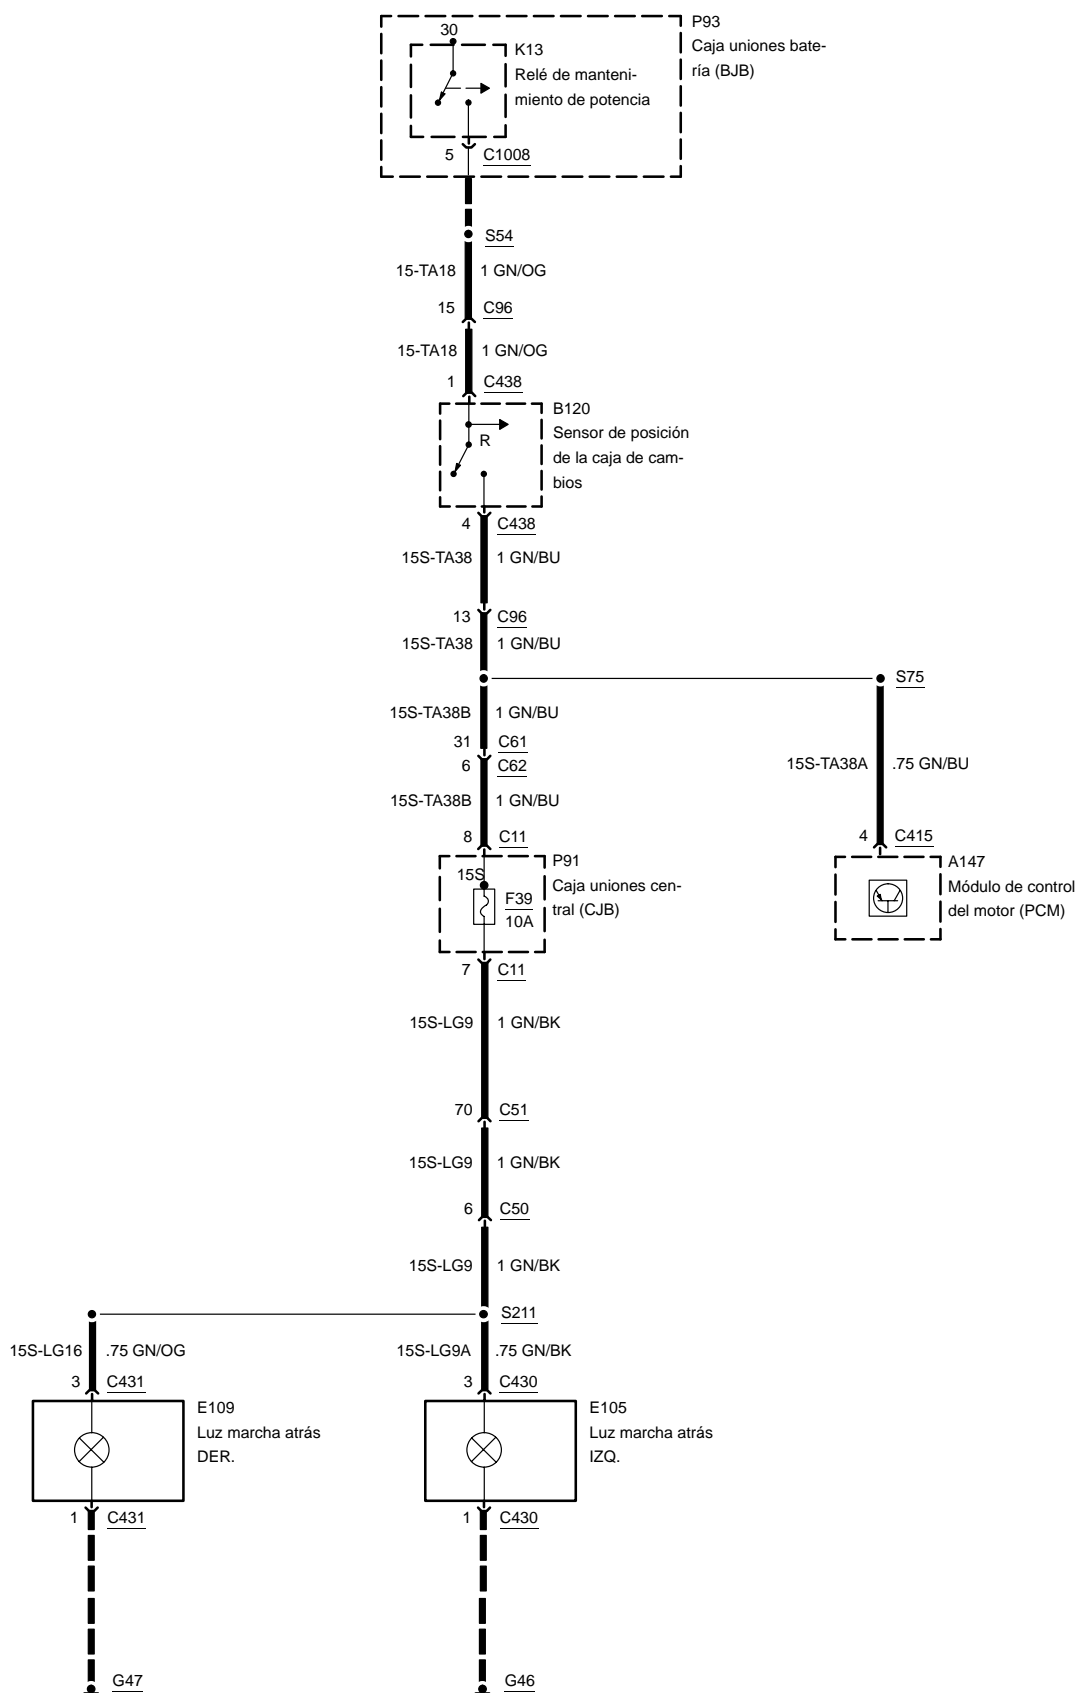 P93
30
Caja uniones bate-
K13
ría (BJB)
Relé de manteni-
miento de potencia
5 C1008
S54
15-TA18 1 GN/OG
15 C96
15-TA18 1 GN/OG
1 C438
B120
Sensor de posición
R
de la caja de cam-
bios
4 C438
15S-TA38 1 GN/BU
13 C96
15S-TA38 1 GN/BU
S75
15S-TA38B 1 GN/BU
31 C61
6 C62
15S-TA38A .75 GN/BU
15S-TA38B 1 GN/BU
8 C11
4 C415
P91
A147
15S
Caja uniones cen-
Módulo de control
F39
tral (CJB)
del motor (PCM)
10A
7 C11
15S-LG9 1 GN/BK
70 C51
15S-LG9 1 GN/BK
6 C50
15S-LG9 1 GN/BK
S211
15S-LG16 .75 GN/OG
15S-LG9A .75 GN/BK
3 C431
3 C430
E109
Luz marcha atrás
DER.
E105
Luz marcha atrás
IZQ.
1 C431
1 C430
G47
G46